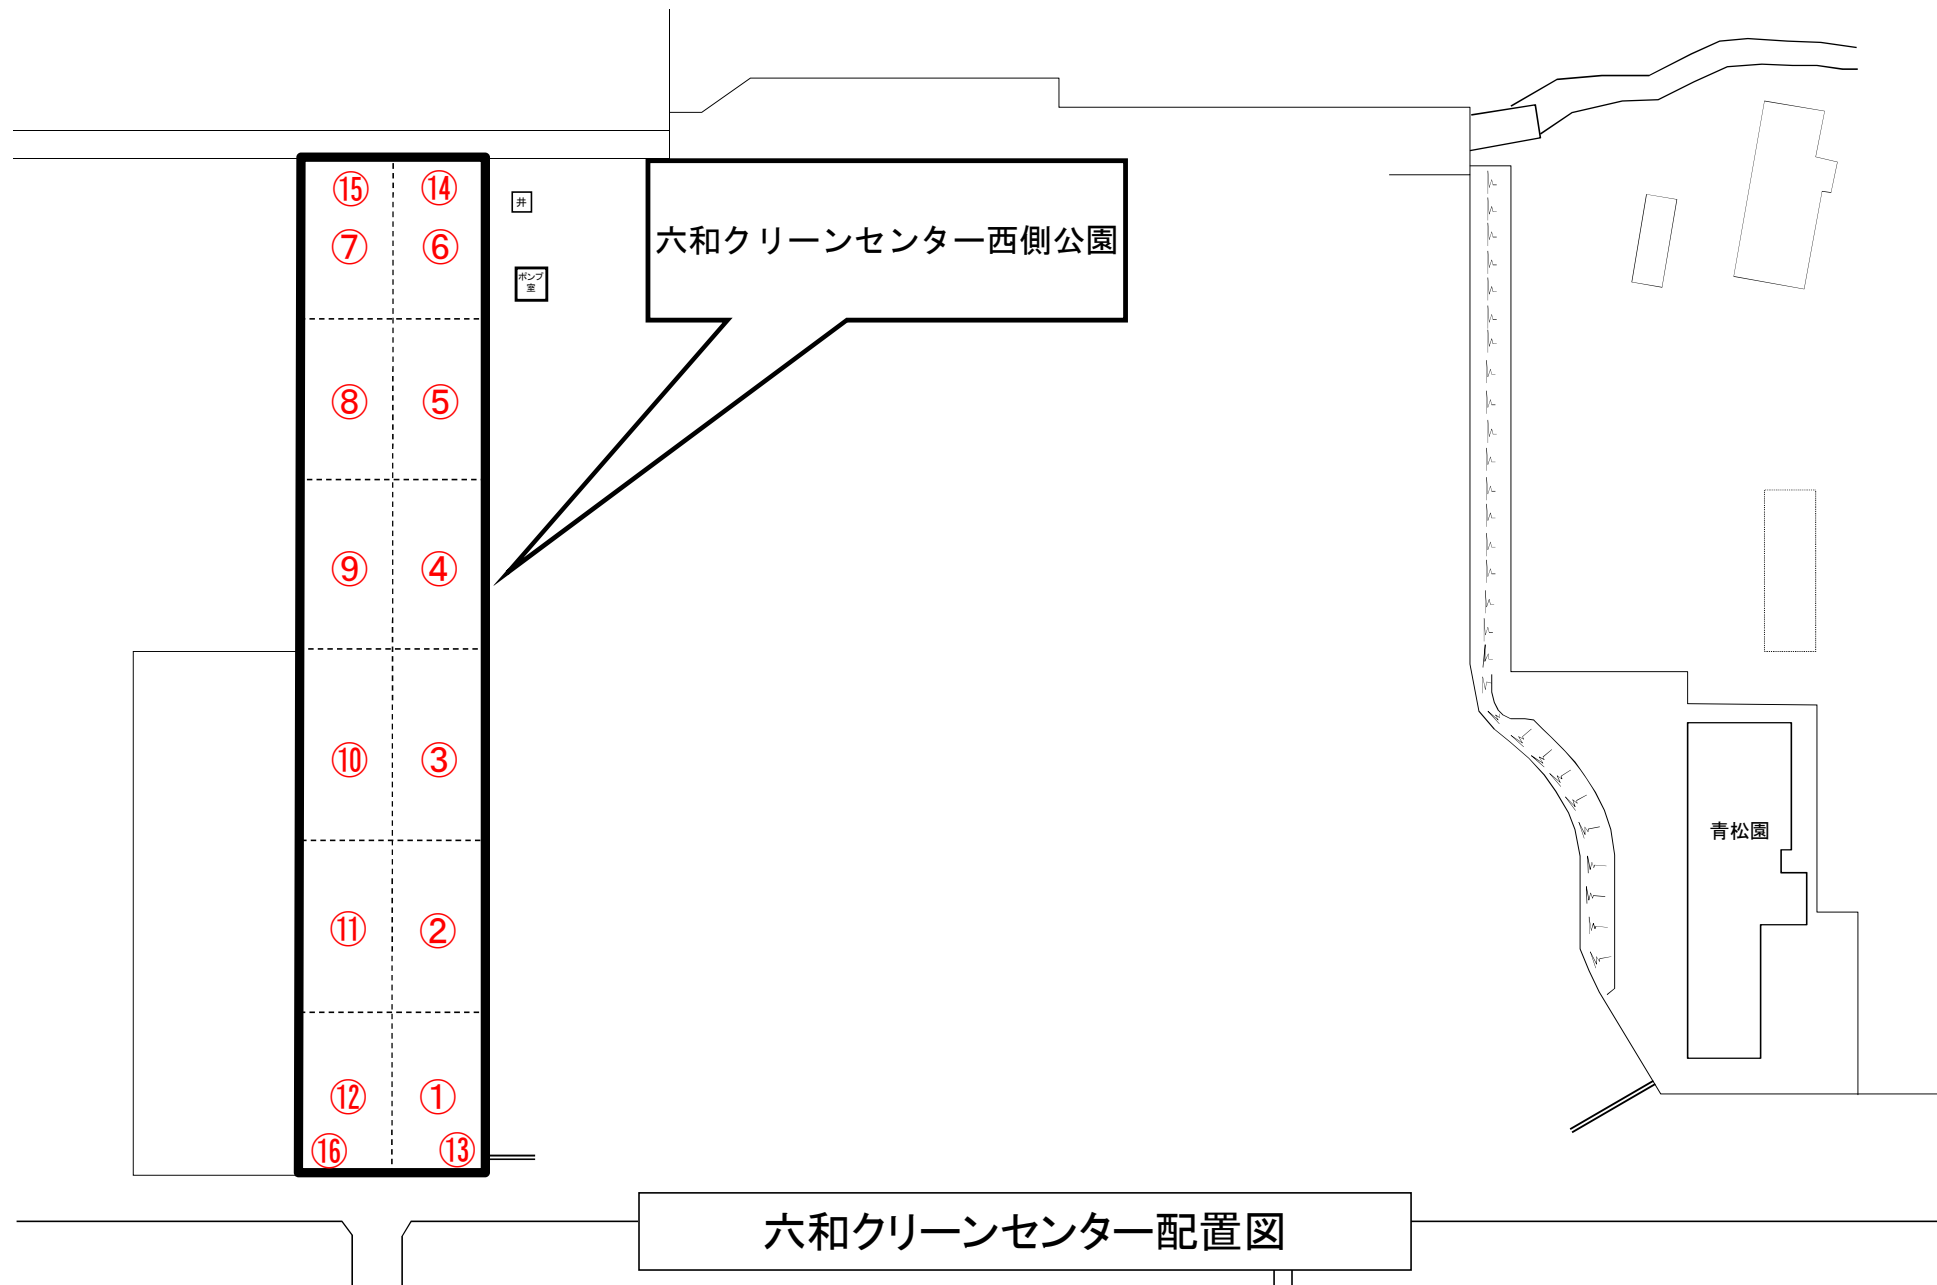 ⑮ ⑭
井
⑦ ⑥
ポンプ
室
六和クリーンセンター西側公園
⑧ ⑤
⑨ ④
⑩ ③
青松園
⑪ ②
⑫ ①
⑯ ⑬
六和クリーンセンター配置図